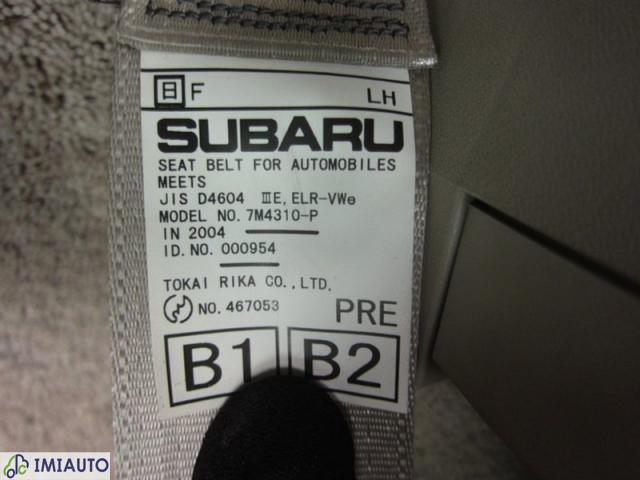 日 F LH
SUBARU
SEAT BELT FOR AUTOMOBILES
MEETS
JIS D4604 ⅢE, ELR-VWe
MODEL NO. 7M4310-P
IN 2004
ID. NO. 000954
TOKAI RIKA CO., LTD.
NO. 467053 PRE
B1 B2
IMIAUTO